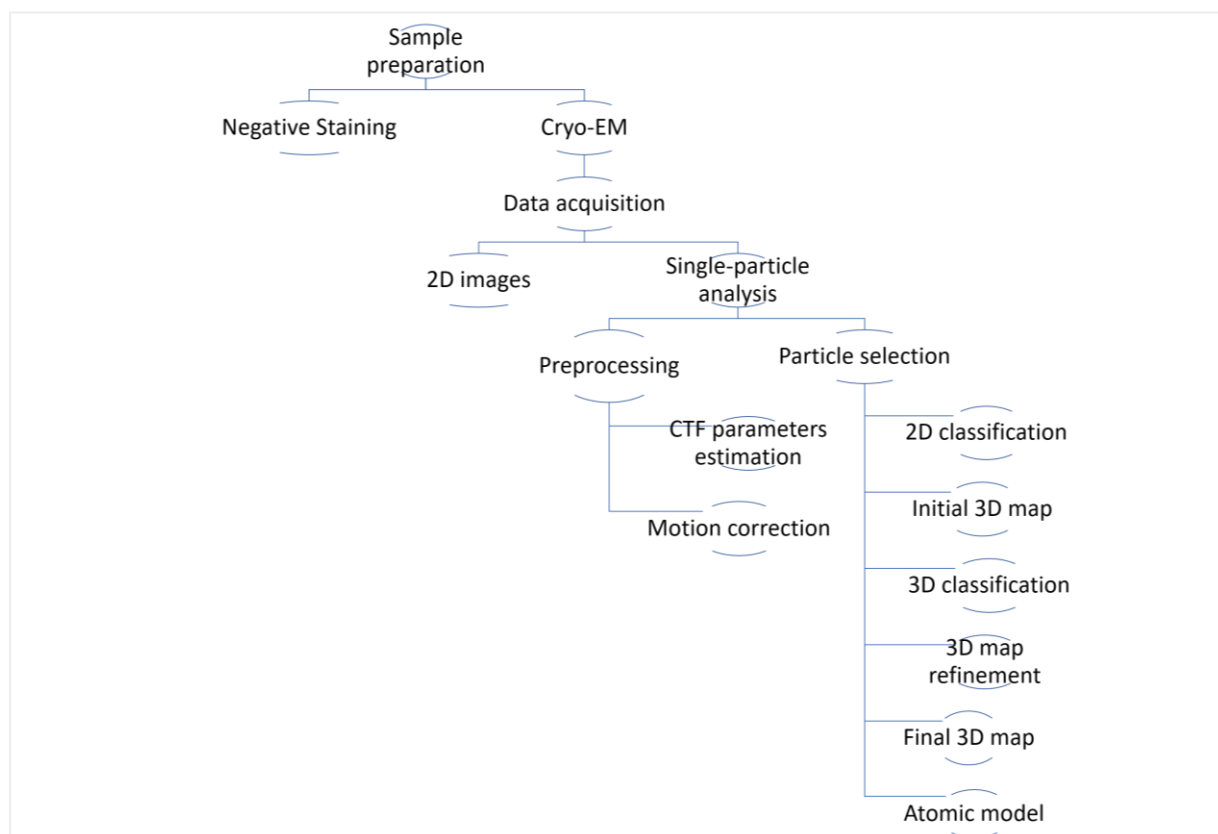 Sample
preparation
Negative Staining
Cryo-EM
Data acquisition
2D images
Single-particle
analysis
Preprocessing
Particle selection
CTF parameters
estimation
Motion correction
2D classification
Initial 3D map
3D classification
3D map
refinement
Final 3D map
Atomic model